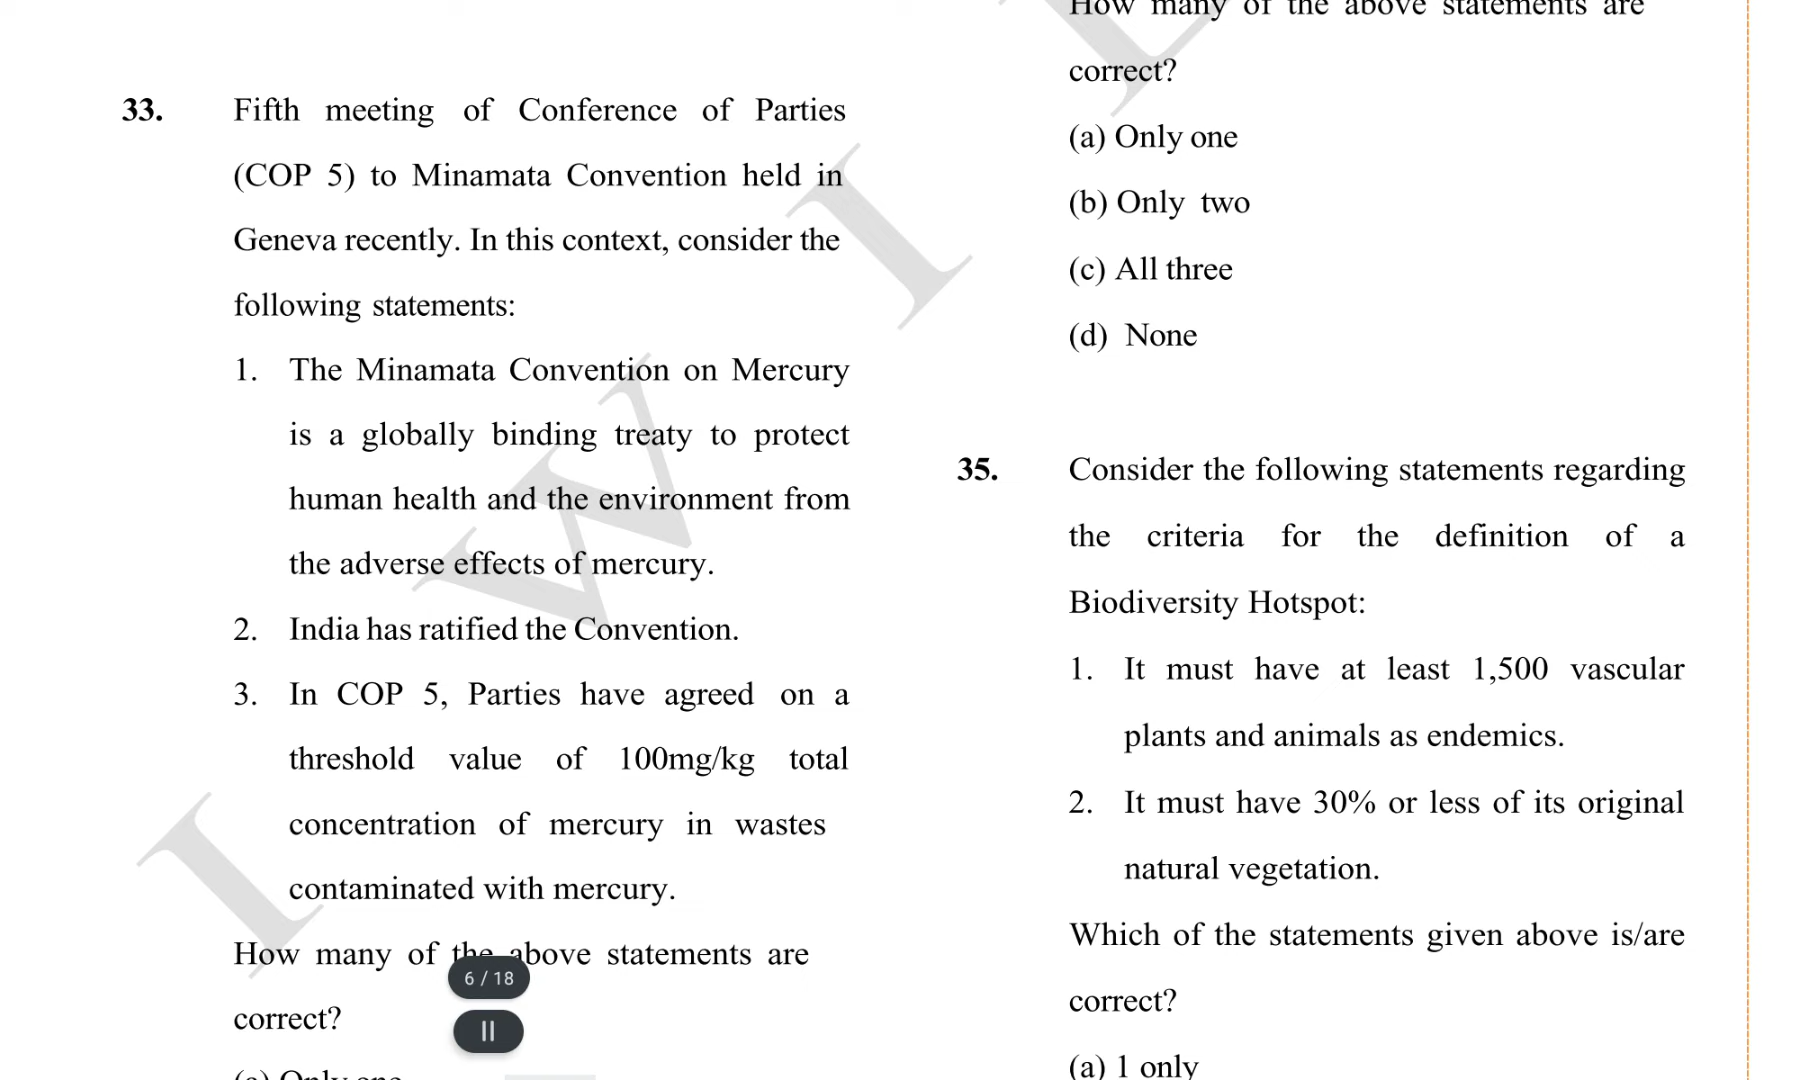 33. Fifth meeting of Conference of Parties
(COP 5) to Minamata Convention held in
Geneva recently. In this context, consider the
following statements:
1. The Minamata Convention on Mercury
is a globally binding treaty to protect
human health and the environment from
the adverse effects of mercury.
2. India has ratified the Convention.
3. In COP 5, Parties have agreed on a
threshold value of 100mg/kg total
concentration of mercury in wastes
contaminated with mercury.
How many of the above statements are
6 / 18
correct?
(a) Only one
How many of the above statements are
correct?
(a) Only one
(b) Only two
(c) All three
(d) None
35. Consider the following statements regarding
the criteria for the definition of a
Biodiversity Hotspot:
1. It must have at least 1,500 vascular
plants and animals as endemics.
2. It must have 30% or less of its original
natural vegetation.
Which of the statements given above is/are
correct?
(a) 1 only